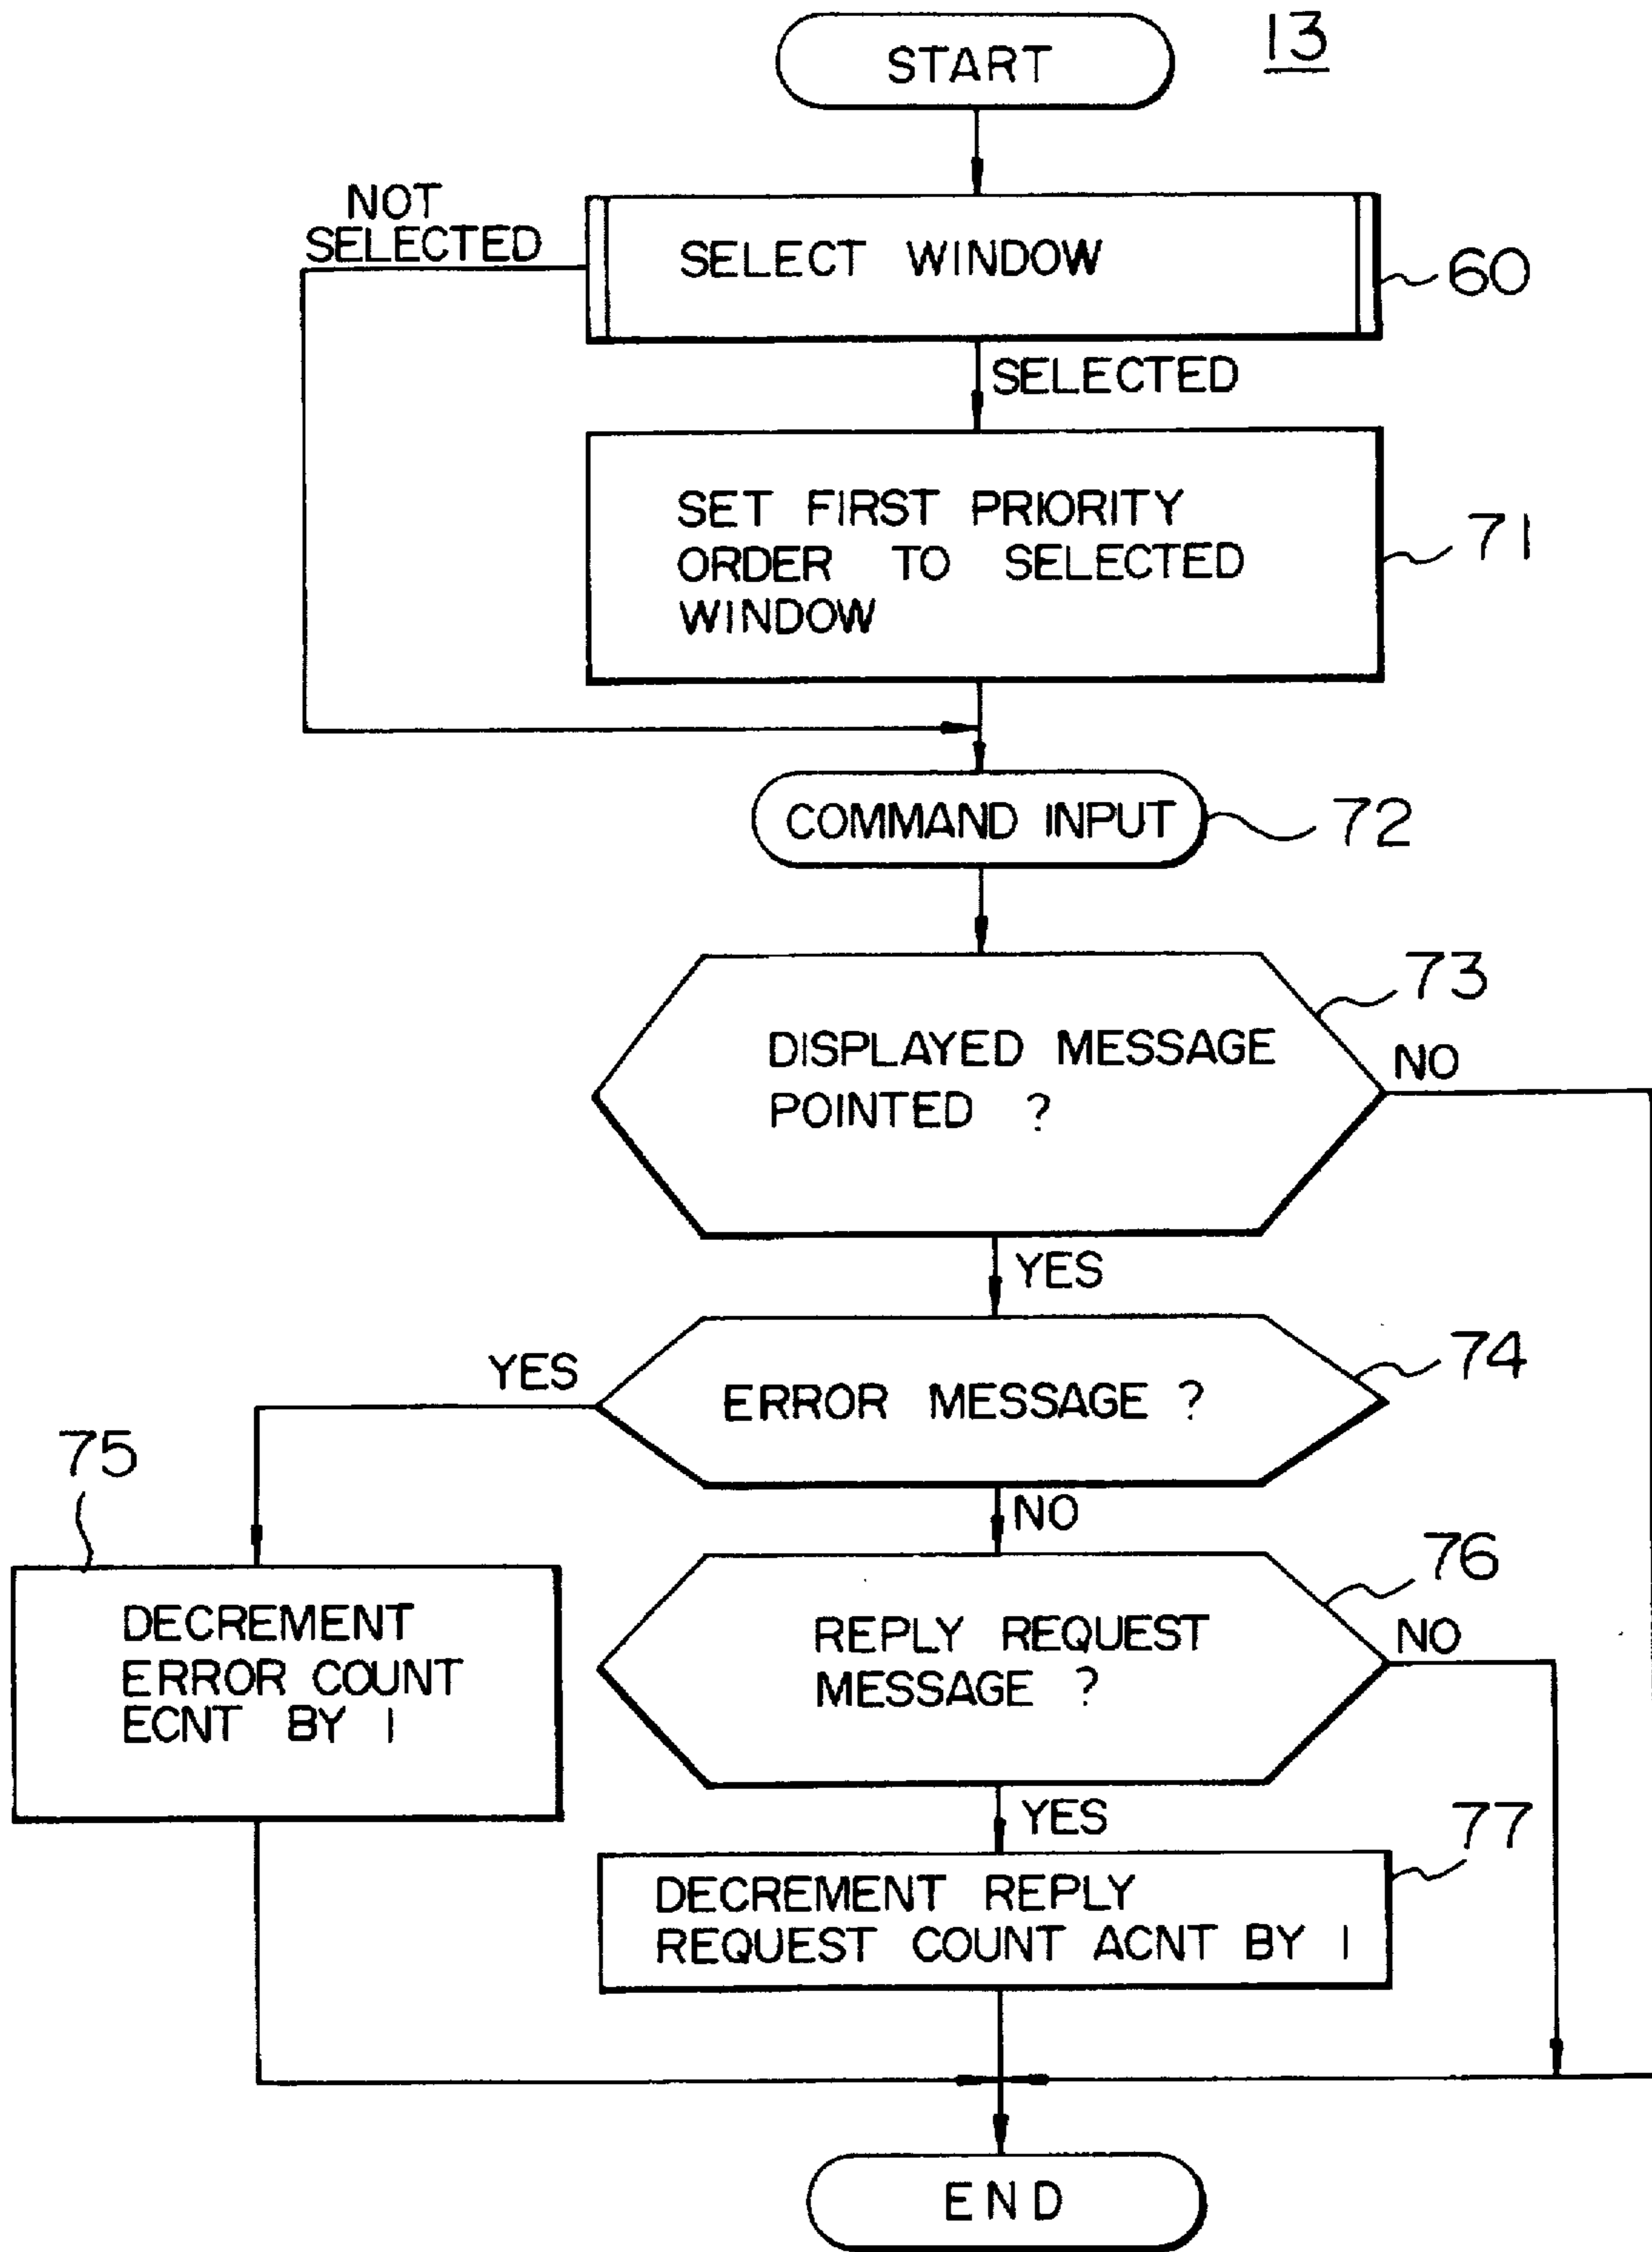 START
13
NOT
SELECTED
SELECT WINDOW
60
SELECTED
SET FIRST PRIORITY
ORDER TO SELECTED
WINDOW
71
COMMAND INPUT
72
73
DISPLAYED MESSAGE
POINTED ?
NO
YES
74
YES
ERROR MESSAGE ?
75
NO
76
DECREMENT
ERROR COUNT
ECNT BY 1
REPLY REQUEST
MESSAGE ?
NO
YES
77
DECREMENT REPLY
REQUEST COUNT ACNT BY 1
END